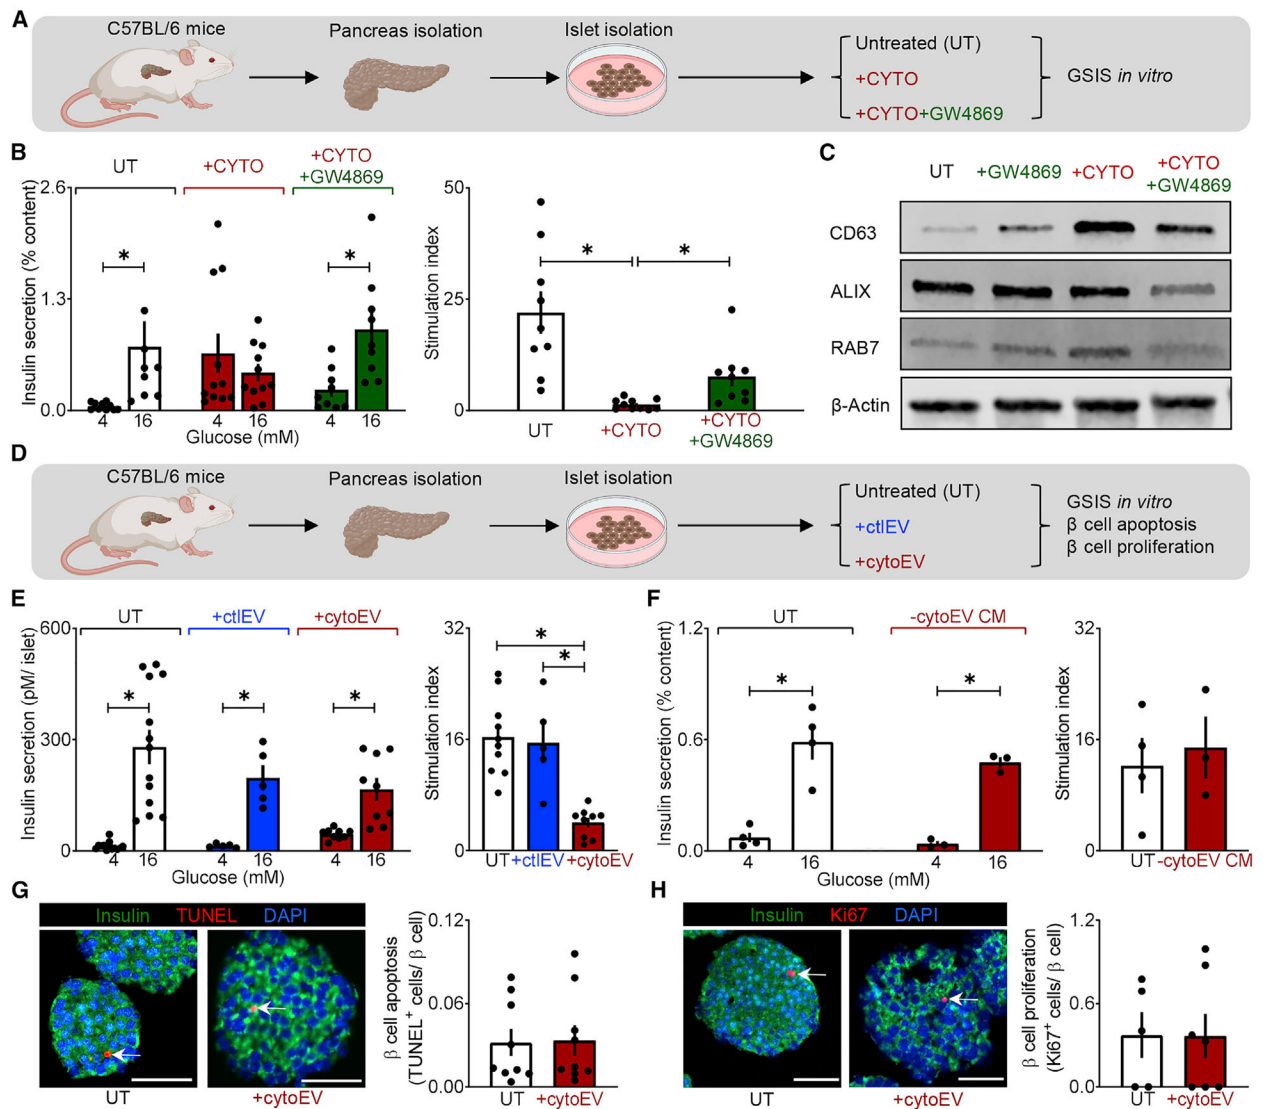 A
C57BL/6 mice
Pancreas isolation
Islet isolation
Untreated (UT)
+CYTO
+CYTO+GW4869
GSIS in vitro
B
UT
+CYTO
+CYTO
+GW4869
Insulin secretion (% content)
2.6
1.3
0.0
*
*
4 16 4 16 4 16
Glucose (mM)
Stimulation index
50
25
0
*
*
UT
+CYTO
+CYTO
+GW4869
C
UT +GW4869 +CYTO +CYTO
+GW4869
CD63
ALIX
RAB7
β-Actin
D
C57BL/6 mice
Pancreas isolation
Islet isolation
Untreated (UT)
+ctlEV
+cytoEV
GSIS in vitro
β cell apoptosis
β cell proliferation
E
UT
+ctlEV
+cytoEV
Insulin secretion (pM/ islet)
600
300
0
*
*
*
4 16 4 16 4 16
Glucose (mM)
Stimulation index
32
16
0
*
*
UT +ctlEV +cytoEV
F
UT
-cytoEV CM
Insulin secretion (% content)
1.2
0.6
0.0
*
*
4 16 4 16
Glucose (mM)
Stimulation index
32
16
0
UT -cytoEV CM
G
Insulin TUNEL DAPI
UT
+cytoEV
β cell apoptosis
(TUNEL+ cells/ β cell)
0.12
0.06
0.00
UT +cytoEV
H
Insulin Ki67 DAPI
UT
+cytoEV
β cell proliferation
(Ki67+ cells/ β cell)
1.2
0.6
0.0
UT +cytoEV